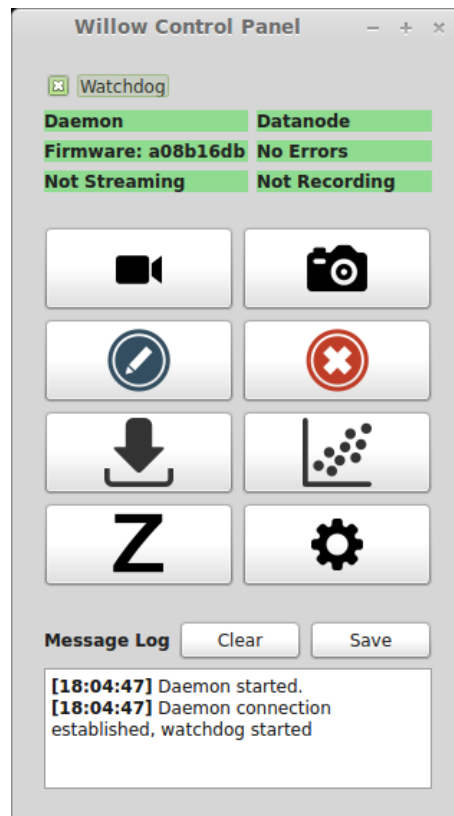 Willow Control Panel
Watchdog
Daemon Datanode
Firmware: a08b16db No Errors
Not Streaming Not Recording
Z
Message Log Clear Save
[18:04:47] Daemon started.
[18:04:47] Daemon connection
established, watchdog started